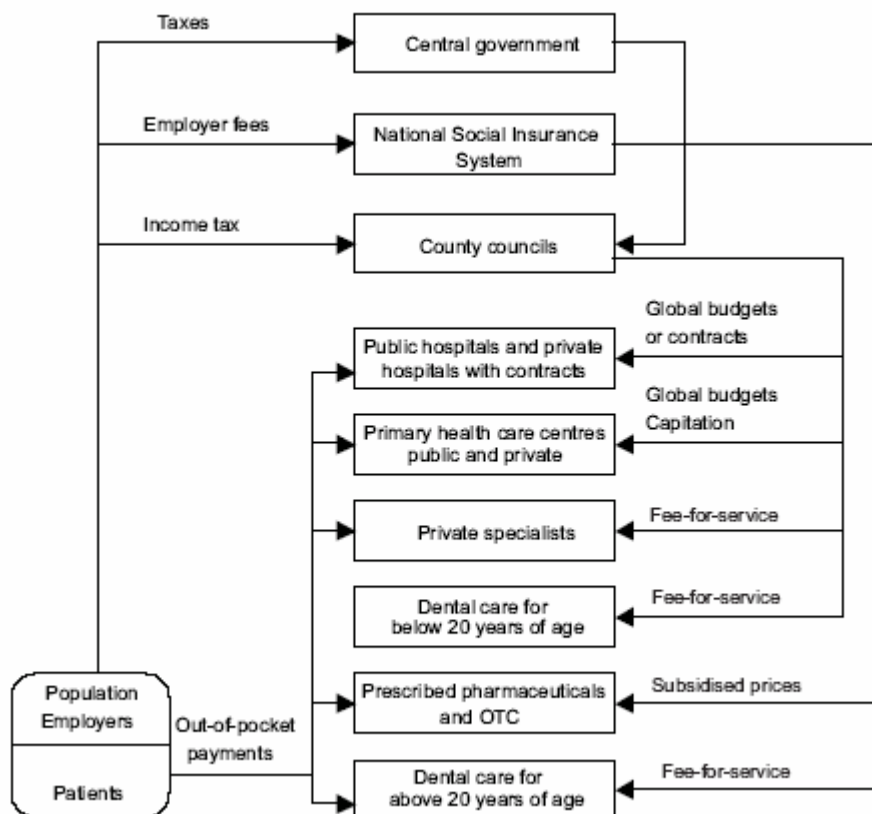 Taxes
Central government
Employer fees
National Social Insurance
System
Income tax
County councils
Global budgets
or contracts
Public hospitals and private
hospitals with contracts
Global budgets
Capitation
Primary health care centres
public and private
Fee-for-service
Private specialists
Fee-for-service
Dental care for
below 20 years of age
Population
Employers
Patients
Out-of-pocket
payments
Prescribed pharmaceuticals
and OTC
Subsidised prices
Dental care for
above 20 years of age
Fee-for-service